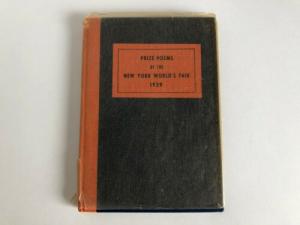 PRIZE POEMS
OF THE
NEW YORK WORLD'S FAIR
1939